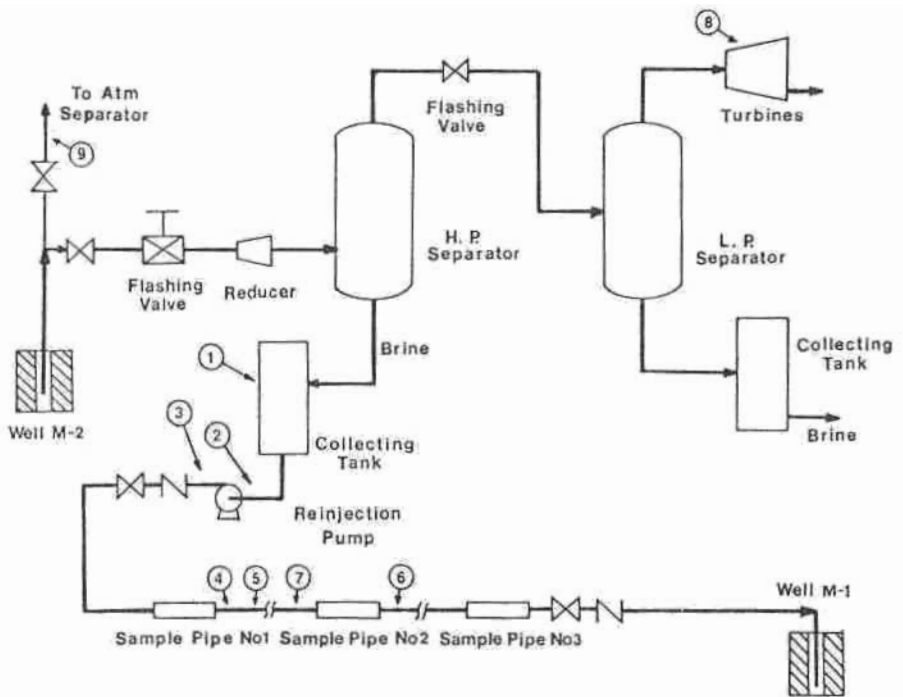 8
To Atm
Separator
9
Flashing
Valve
Turbines
H. P.
Separator
L. P.
Separator
Flashing
Valve
Reducer
Brine
1
Collecting
Tank
Well M-2
3
2
Collecting
Tank
Brine
Reinjection
Pump
4
5
7
6
Well M-1
Sample Pipe No1
Sample Pipe No2
Sample Pipe No3